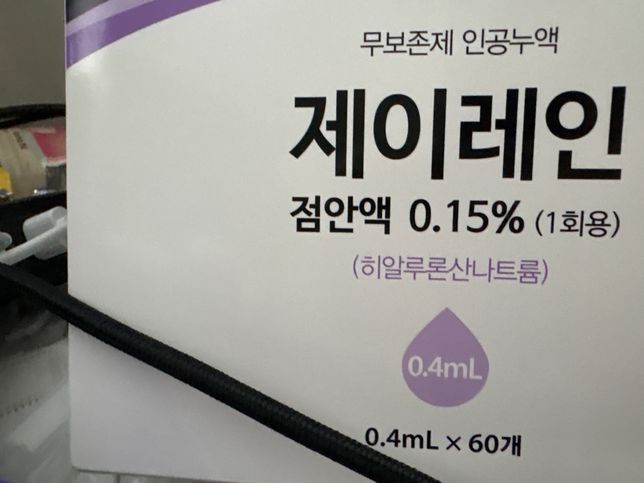 무보존제 인공누액
제이레인
점안액 0.15% (1회용)
(히알루론산나트륨)
0.4mL
0.4mL × 60개